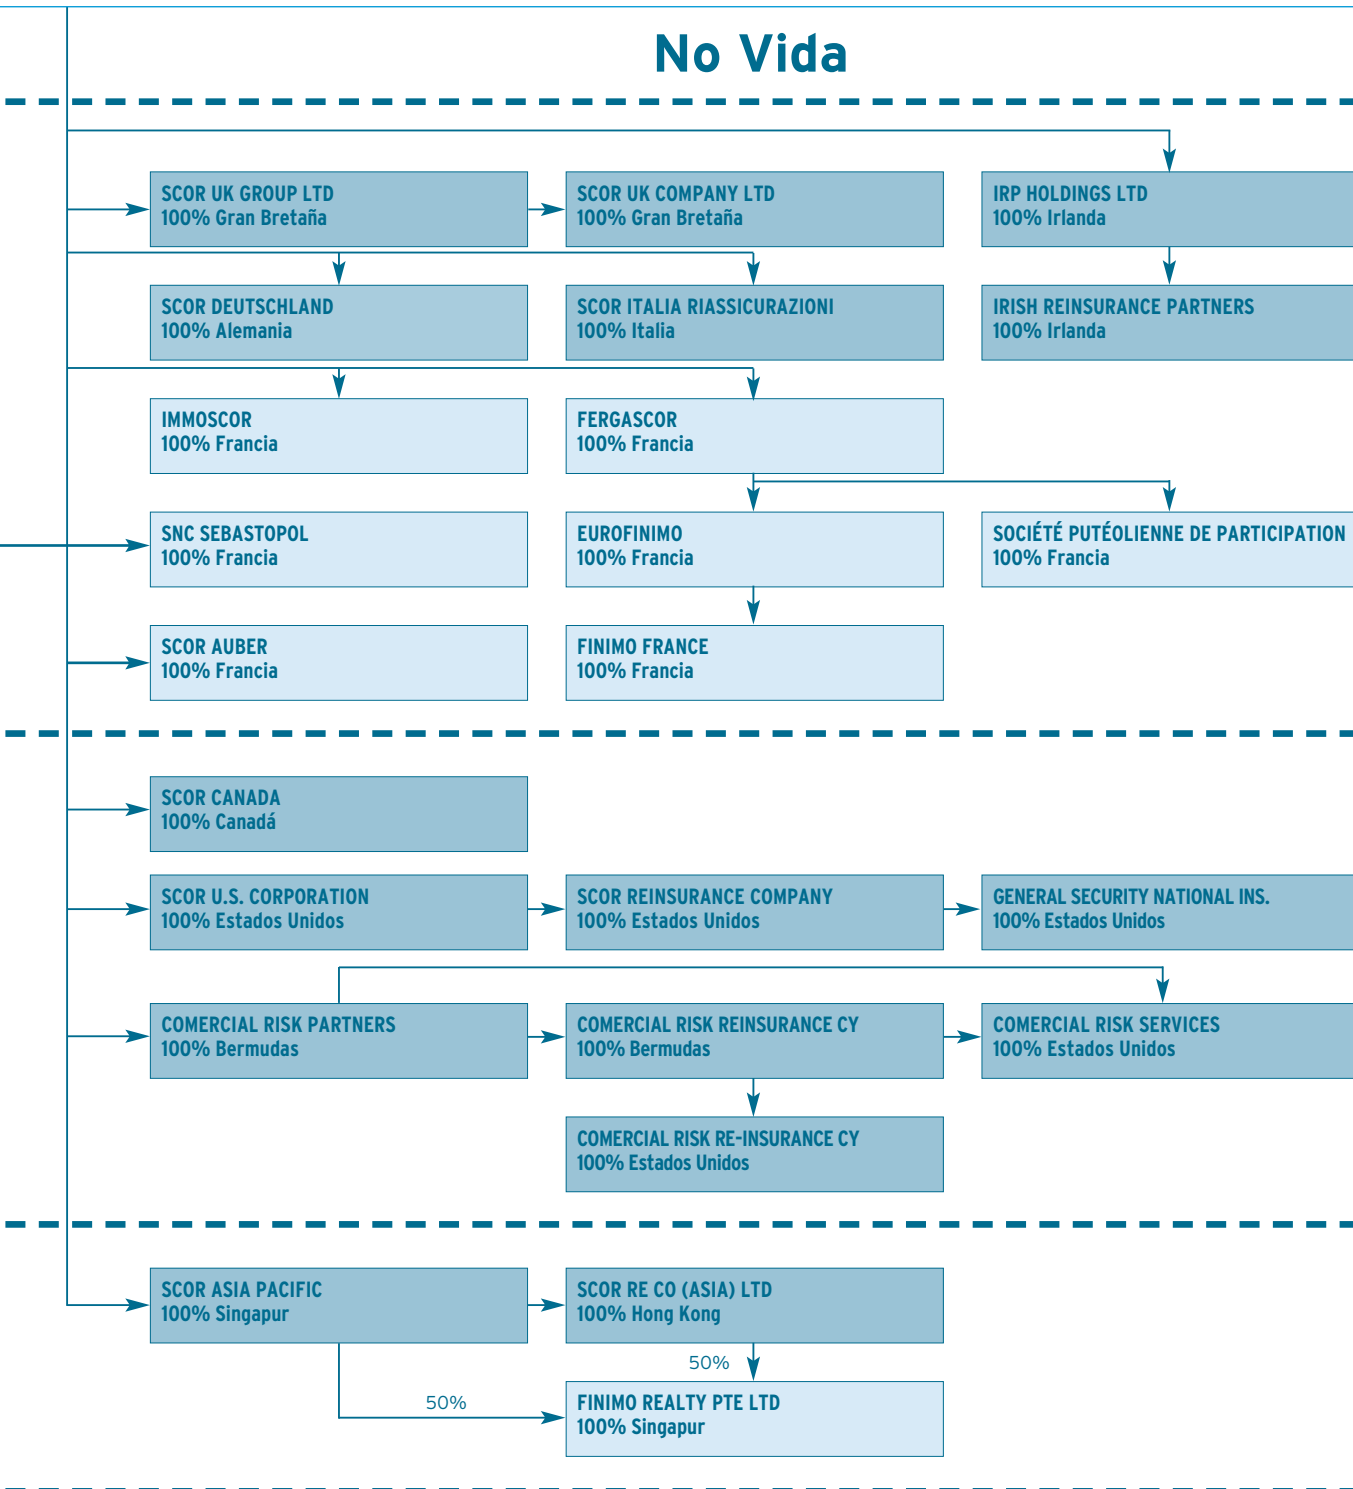 No Vida
SCOR UK GROUP LTD
100% Gran Bretaña
SCOR UK COMPANY LTD
100% Gran Bretaña
IRP HOLDINGS LTD
100% Irlanda
SCOR DEUTSCHLAND
100% Alemania
SCOR ITALIA RIASSICURAZIONI
100% Italia
IRISH REINSURANCE PARTNERS
100% Irlanda
IMMOSCOR
100% Francia
FERGASCOR
100% Francia
SNC SEBASTOPOL
100% Francia
EUROFINIMO
100% Francia
SOCIÉTÉ PUTÉOLIENNE DE PARTICIPATION
100% Francia
SCOR AUBER
100% Francia
FINIMO FRANCE
100% Francia
SCOR CANADA
100% Canadá
SCOR U.S. CORPORATION
100% Estados Unidos
SCOR REINSURANCE COMPANY
100% Estados Unidos
GENERAL SECURITY NATIONAL INS.
100% Estados Unidos
COMERCIAL RISK PARTNERS
100% Bermudas
COMERCIAL RISK REINSURANCE CY
100% Bermudas
COMERCIAL RISK SERVICES
100% Estados Unidos
COMERCIAL RISK RE-INSURANCE CY
100% Estados Unidos
SCOR ASIA PACIFIC
100% Singapur
SCOR RE CO (ASIA) LTD
100% Hong Kong
50%
50%
FINIMO REALTY PTE LTD
100% Singapur